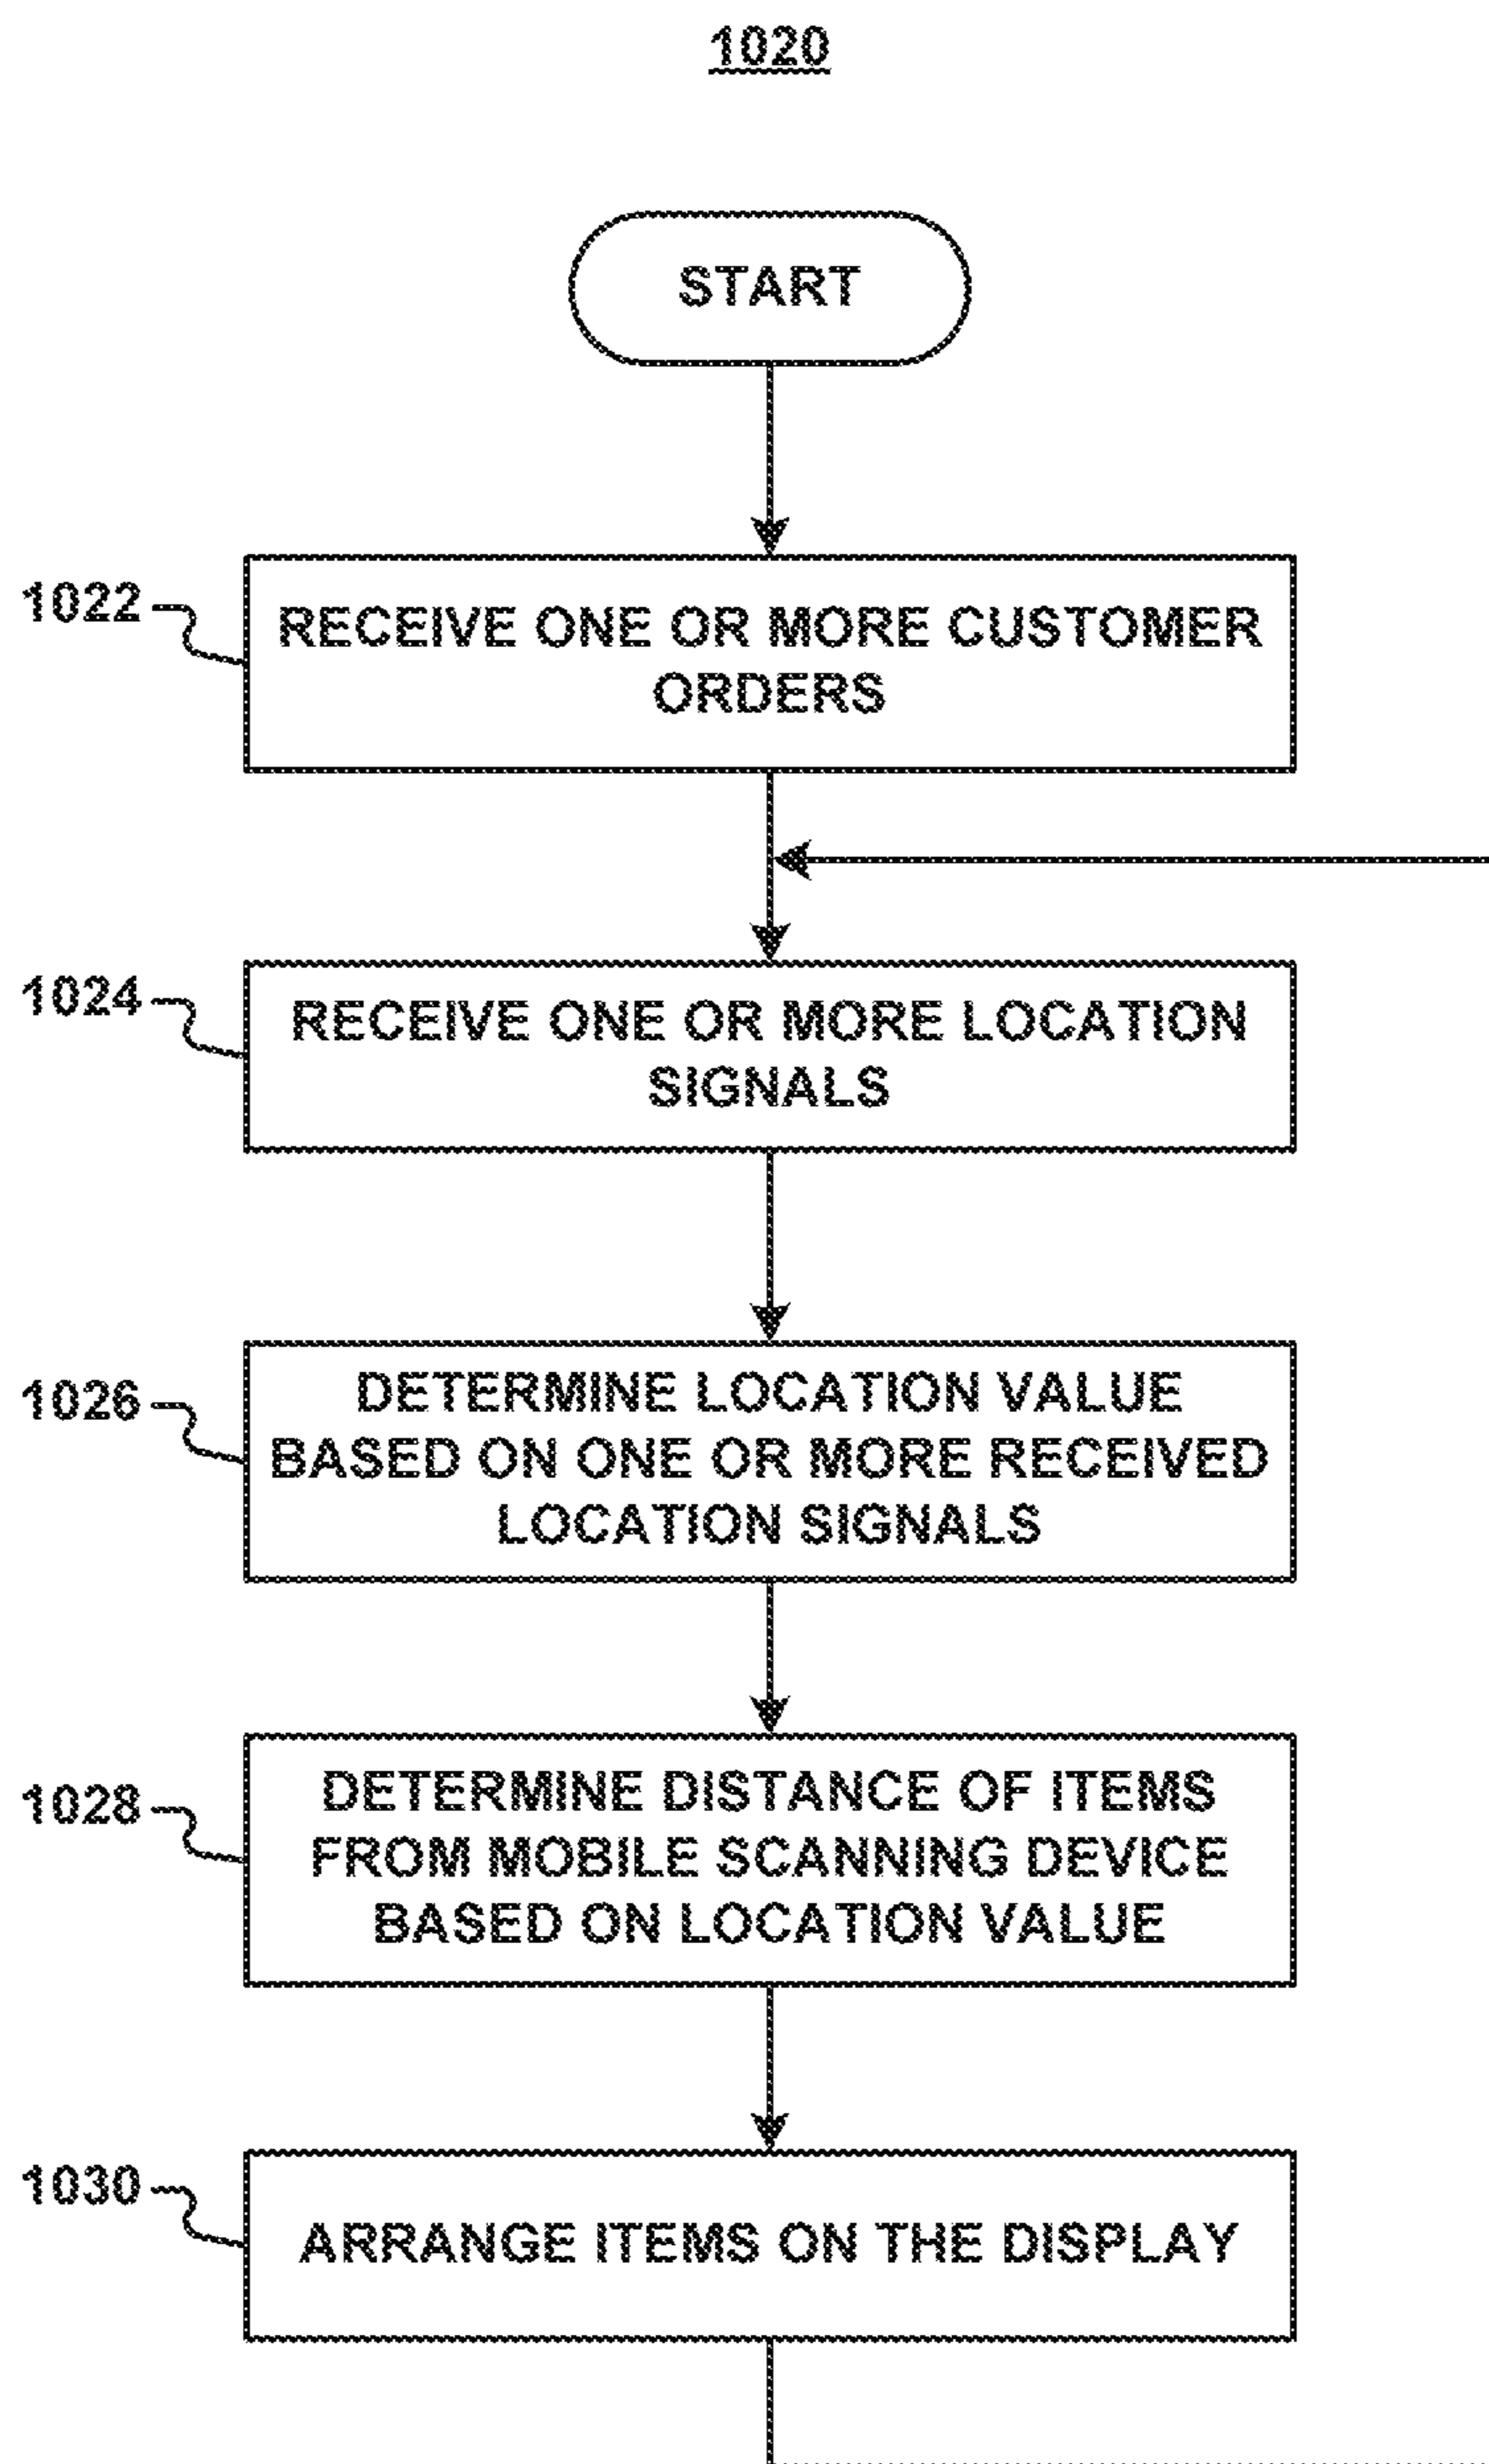 1020
START
1022
RECEIVE ONE OR MORE CUSTOMER
ORDERS
1024
RECEIVE ONE OR MORE LOCATION
SIGNALS
1026
DETERMINE LOCATION VALUE
BASED ON ONE OR MORE RECEIVED
LOCATION SIGNALS
1028
DETERMINE DISTANCE OF ITEMS
FROM MOBILE SCANNING DEVICE
BASED ON LOCATION VALUE
1030
ARRANGE ITEMS ON THE DISPLAY